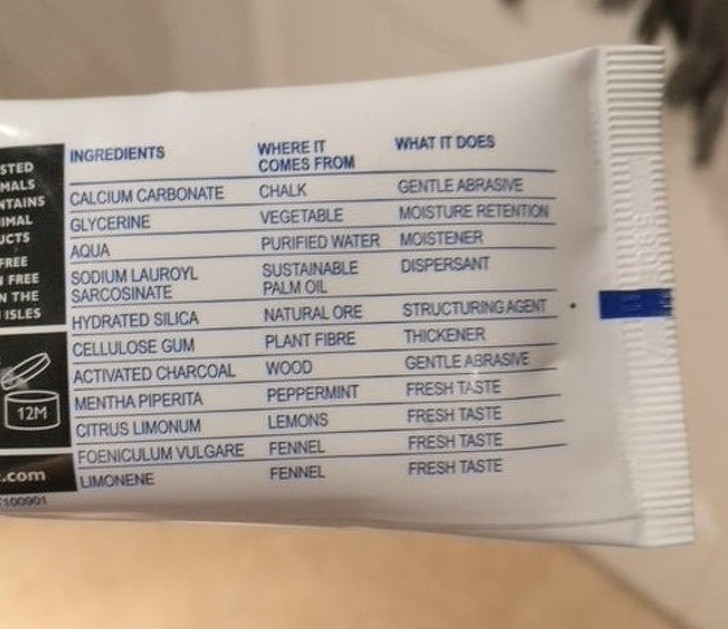 STED
MALS
NTAINS
IMAL
UCTS
FREE
FREE
N THE
ISLES
12M
.com
100901
INGREDIENTS WHERE IT COMES FROM WHAT IT DOES
CALCIUM CARBONATE CHALK GENTLE ABRASIVE
GLYCERINE VEGETABLE MOISTURE RETENTION
AQUA PURIFIED WATER MOISTENER
SODIUM LAUROYL SARCOSINATE SUSTAINABLE PALM OIL DISPERSANT
HYDRATED SILICA NATURAL ORE STRUCTURING AGENT
CELLULOSE GUM PLANT FIBRE THICKENER
ACTIVATED CHARCOAL WOOD GENTLE ABRASIVE
MENTHA PIPERITA PEPPERMINT FRESH TASTE
CITRUS LIMONUM LEMONS FRESH TASTE
FOENICULUM VULGARE FENNEL FRESH TASTE
LIMONENE FENNEL FRESH TASTE